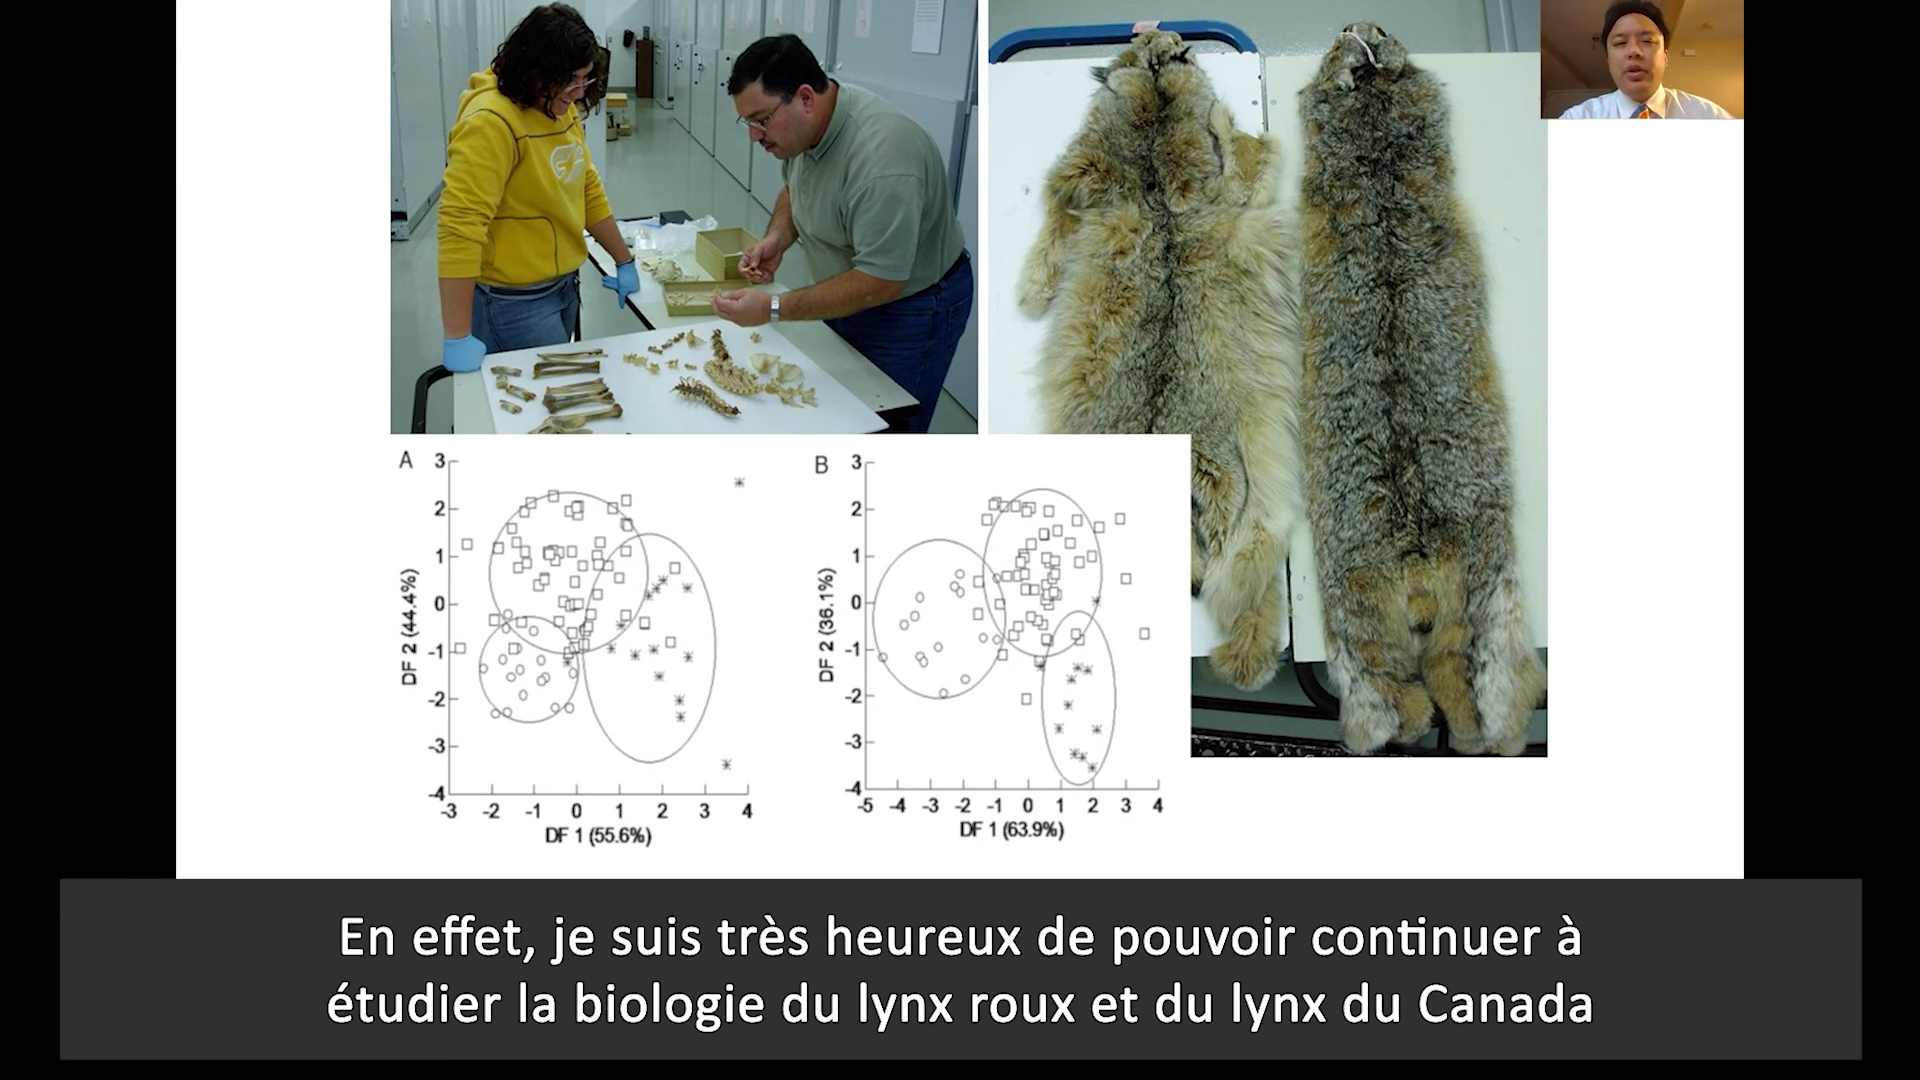 A
3
2
1
0
-1
-2
-3
-4
-3 -2 -1 0 1 2 3 4
DF 2 (44.4%)
DF 1 (55.6%)
B
3
2
1
0
-1
-2
-3
-4
-5 -4 -3 -2 -1 0 1 2 3 4
DF 2 (36.1%)
DF 1 (63.9%)
En effet, je suis très heureux de pouvoir continuer à
étudier la biologie du lynx roux et du lynx du Canada